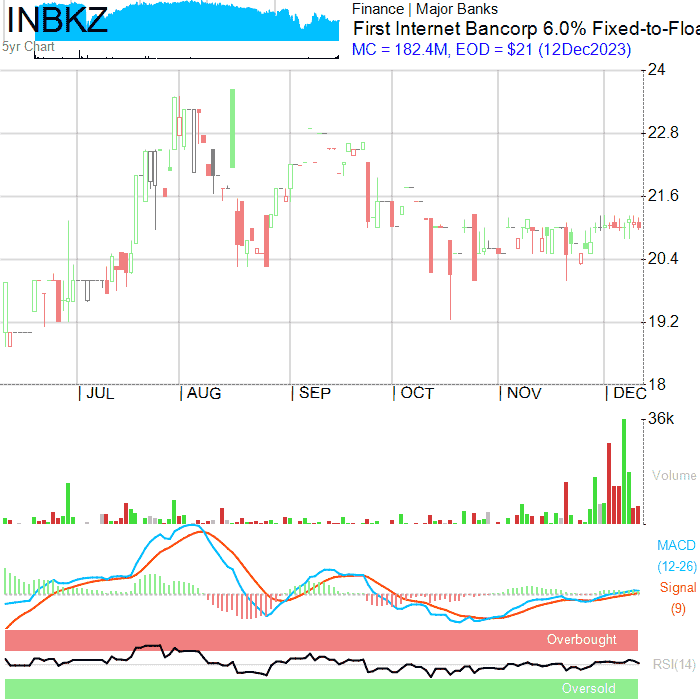 INBKZ
5yr Chart
Finance | Major Banks
First Internet Bancorp 6.0% Fixed-to-Floa
MC = 182.4M, EOD = $21 (12Dec2023)
24
22.8
21.6
20.4
19.2
18
| JUL | AUG | SEP | OCT | NOV | DEC
36k
Volume
MACD
(12-26)
Signal
(9)
Overbought
RSI(14)
Oversold